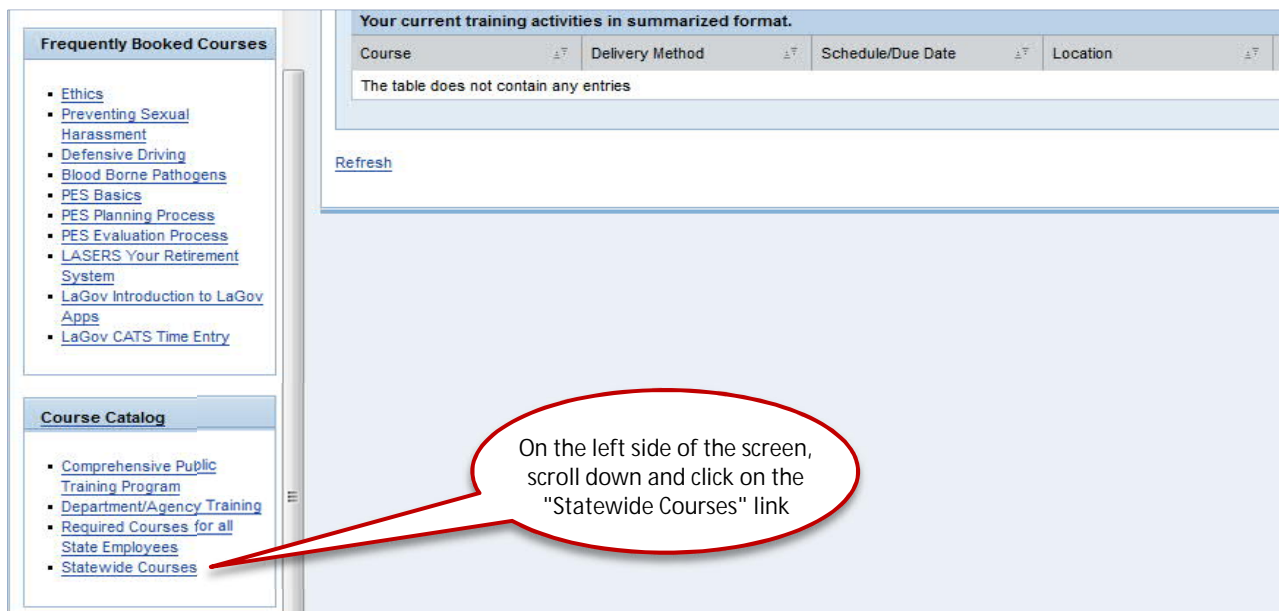 Your current training activities in summarized format.
Course
Delivery Method
Schedule/Due Date
Location
The table does not contain any entries
Refresh
Frequently Booked Courses
Ethics
Preventing Sexual
Harassment
Defensive Driving
Blood Borne Pathogens
PES Basics
PES Planning Process
PES Evaluation Process
LASERS Your Retirement
System
LaGov Introduction to LaGov
Apps
LaGov CATS Time Entry
Course Catalog
Comprehensive Public
Training Program
Department/Agency Training
Required Courses for all
State Employees
Statewide Courses
On the left side of the screen,
scroll down and click on the
"Statewide Courses" link